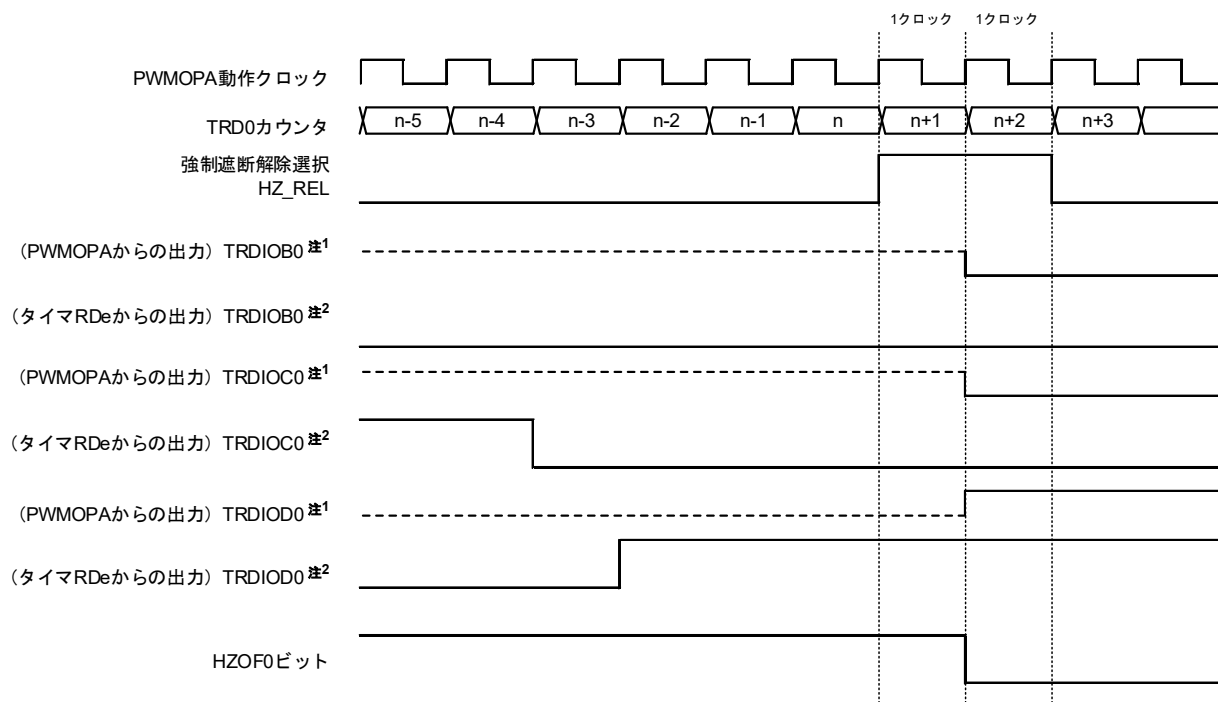 1クロック 1クロック
PWMOPA動作クロック
TRD0カウンタ n-5 n-4 n-3 n-2 n-1 n n+1 n+2 n+3
強制遮断解除選択
HZ_REL
（PWMOPAからの出力）TRDIOB0 注1
（タイマRDeからの出力）TRDIOB0 注2
（PWMOPAからの出力）TRDIOC0 注1
（タイマRDeからの出力）TRDIOC0 注2
（PWMOPAからの出力）TRDIOD0 注1
（タイマRDeからの出力）TRDIOD0 注2
HZOF0ビット